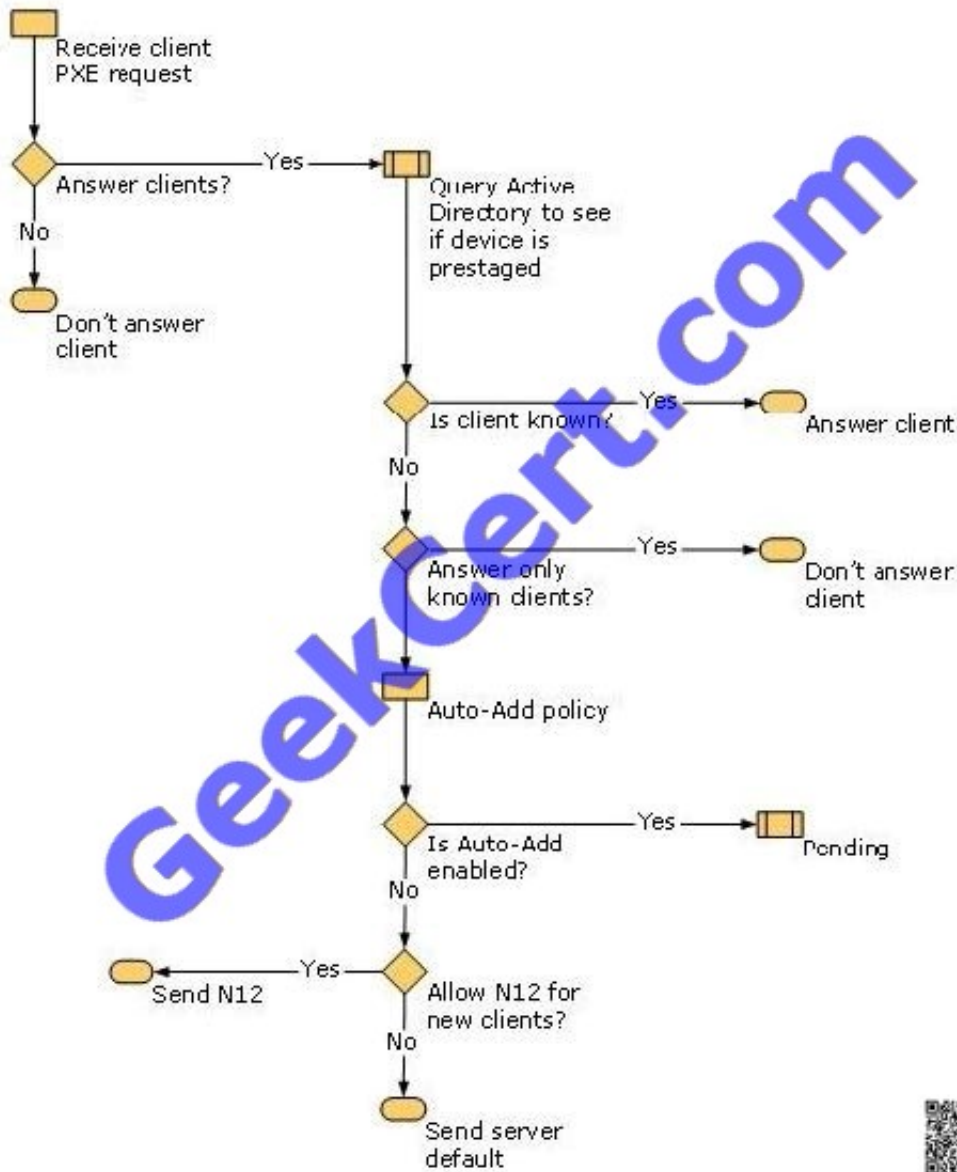 Receive client
PXE request
Answer clients?
Yes
No
Don't answer
client
Query Active
Directory to see
if device is
prestaged
Is client known?
Yes
Answer client
No
Answer only
known clients?
Yes
Don't answer
client
Auto-Add policy
Is Auto-Add
enabled?
Yes
Pending
No
Allow N12 for
new clients?
Yes
Send N12
No
Send server
default
GeekCert.com